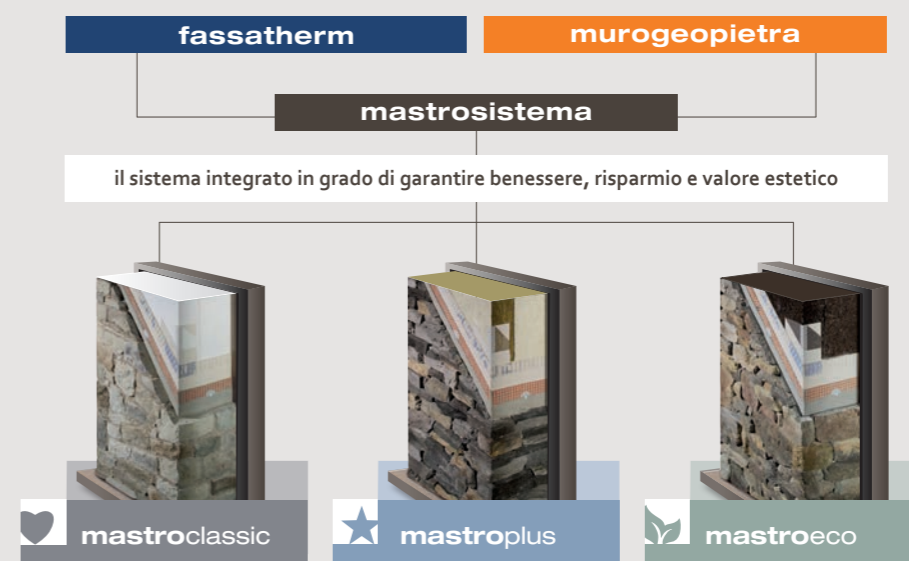 fassatherm
murogeopietra
mastrosistema
il sistema integrato in grado di garantire benessere, risparmio e valore estetico
mastroclassic
mastroplus
mastroeco